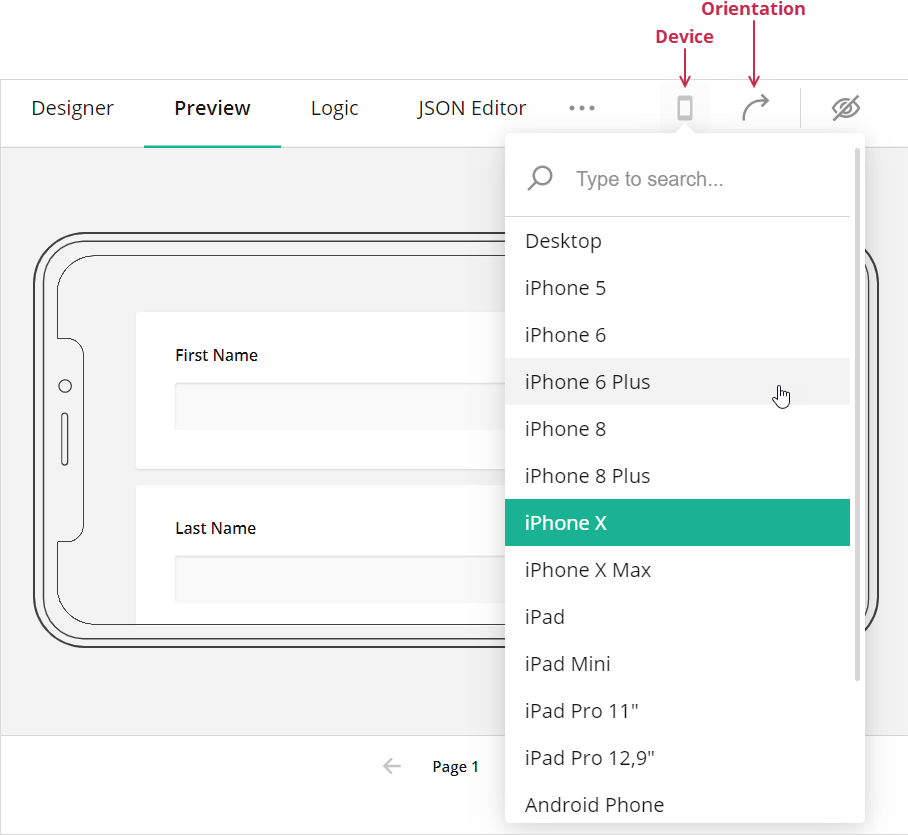 Orientation
Device
Designer
Preview
Logic
JSON Editor
Type to search...
Desktop
iPhone 5
iPhone 6
iPhone 6 Plus
iPhone 8
iPhone 8 Plus
iPhone X
iPhone X Max
iPad
iPad Mini
iPad Pro 11"
iPad Pro 12,9"
Android Phone
First Name
Last Name
Page 1